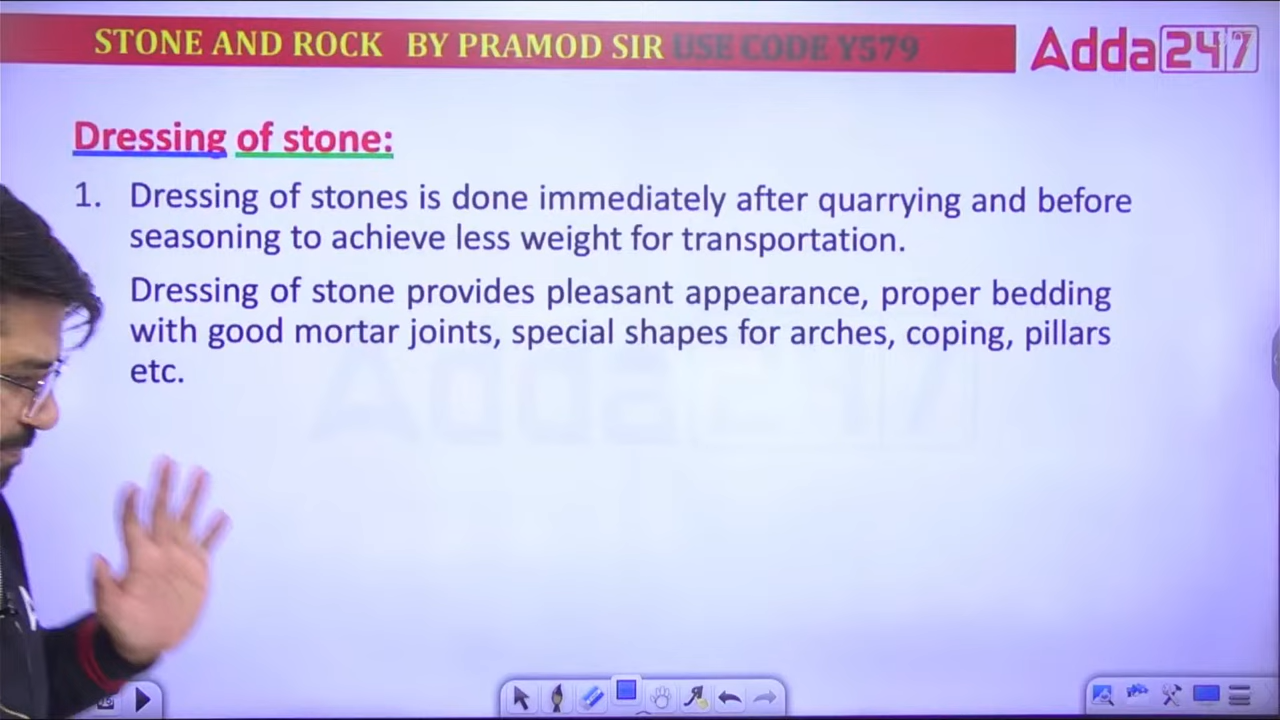 STONE AND ROCK BY PRAMOD SIR USE CODE Y579
Adda247
Dressing of stone:
1. Dressing of stones is done immediately after quarrying and before
seasoning to achieve less weight for transportation.
Dressing of stone provides pleasant appearance, proper bedding
with good mortar joints, special shapes for arches, coping, pillars
etc.